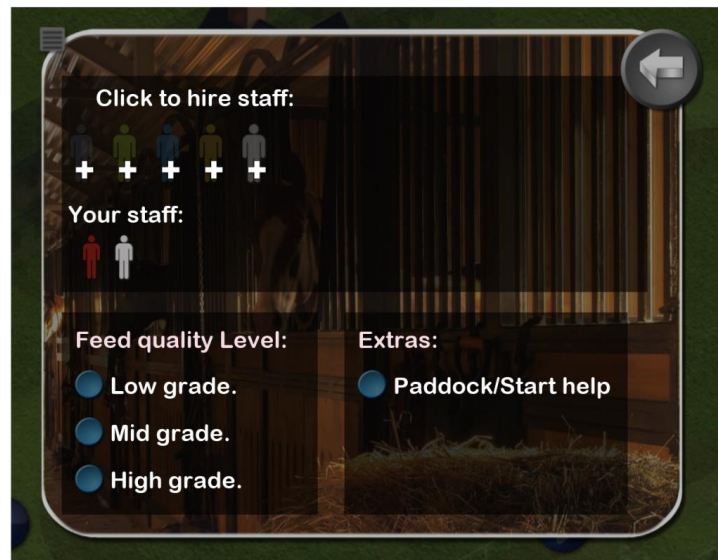 Click to hire staff:
+ + + + +
Your staff:
Feed quality Level:
Low grade.
Mid grade.
High grade.
Extras:
Paddock/Start help